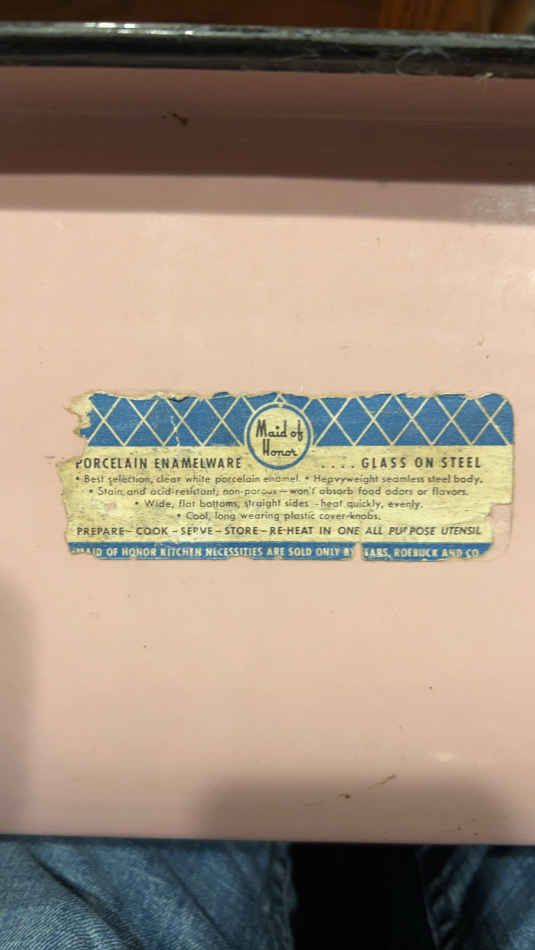 Maid of
Honor
PORCELAIN ENAMELWARE .... GLASS ON STEEL
• Best selection, clear white porcelain enamel. • Heavyweight seamless steel body.
• Stain and acid-resistant; non-porous — won't absorb food odors or flavors.
• Wide, flat bottoms, straight sides - heat quickly, evenly.
• Cool, long wearing plastic cover-knobs.
PREPARE — COOK — SERVE — STORE — RE-HEAT IN ONE ALL PURPOSE UTENSIL
MAID OF HONOR KITCHEN NECESSITIES ARE SOLD ONLY BY SEARS, ROEBUCK AND CO.